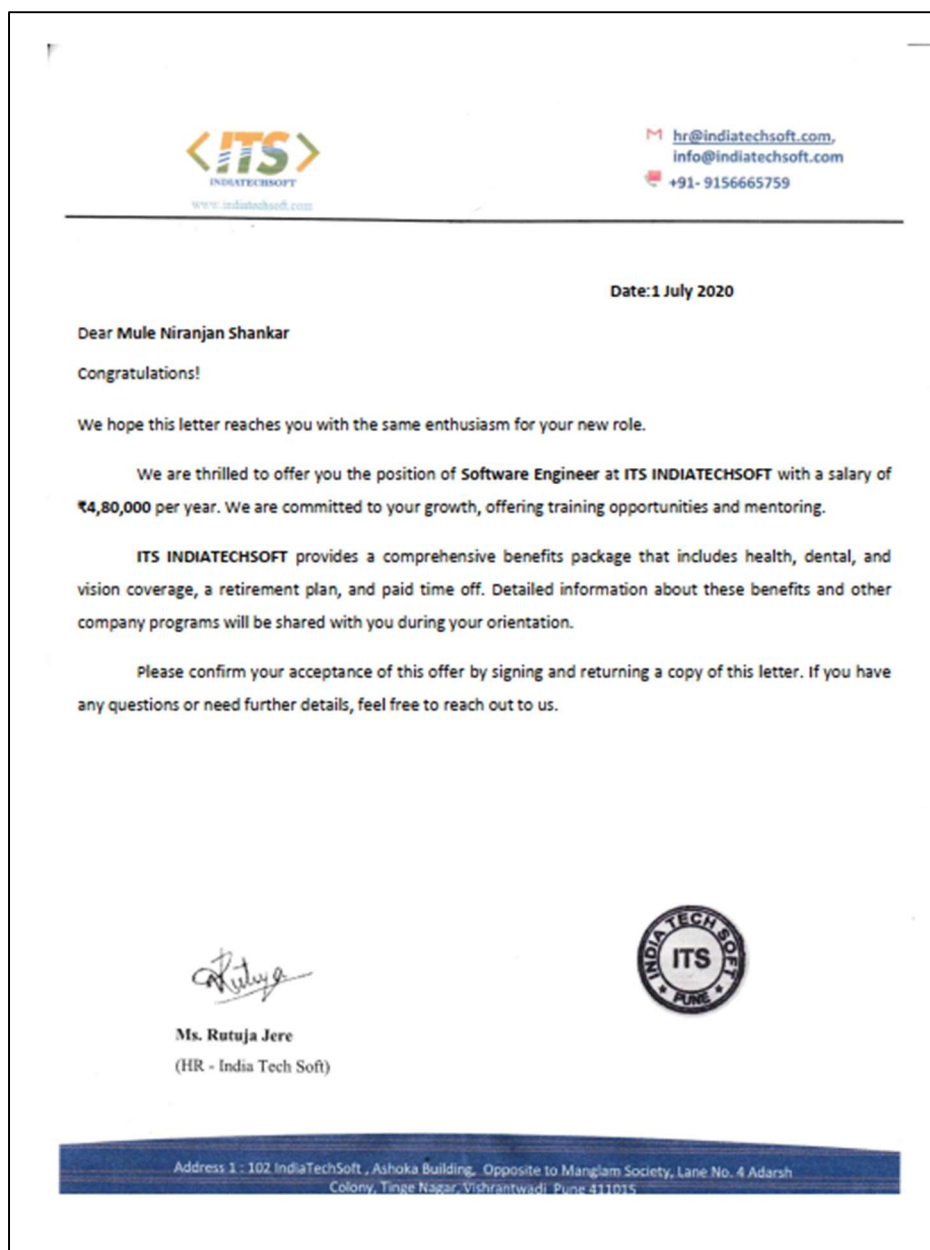 ITS
INDIATECHSOFT
www.indiatechsoft.com
hr@indiatechsoft.com,
info@indiatechsoft.com
+91- 9156665759
Date:1 July 2020
Dear Mule Niranjan Shankar
Congratulations!
We hope this letter reaches you with the same enthusiasm for your new role.
We are thrilled to offer you the position of Software Engineer at ITS INDIATECHSOFT with a salary of
₹4,80,000 per year. We are committed to your growth, offering training opportunities and mentoring.
ITS INDIATECHSOFT provides a comprehensive benefits package that includes health, dental, and
vision coverage, a retirement plan, and paid time off. Detailed information about these benefits and other
company programs will be shared with you during your orientation.
Please confirm your acceptance of this offer by signing and returning a copy of this letter. If you have
any questions or need further details, feel free to reach out to us.
INDIA TECH SOFT
ITS
* PUNE *
Rutuja
Ms. Rutuja Jere
(HR - India Tech Soft)
Address 1 : 102 IndiaTechSoft , Ashoka Building, Opposite to Manglam Society, Lane No. 4 Adarsh
Colony, Tinge Nagar, Vishrantwadi Pune 411015